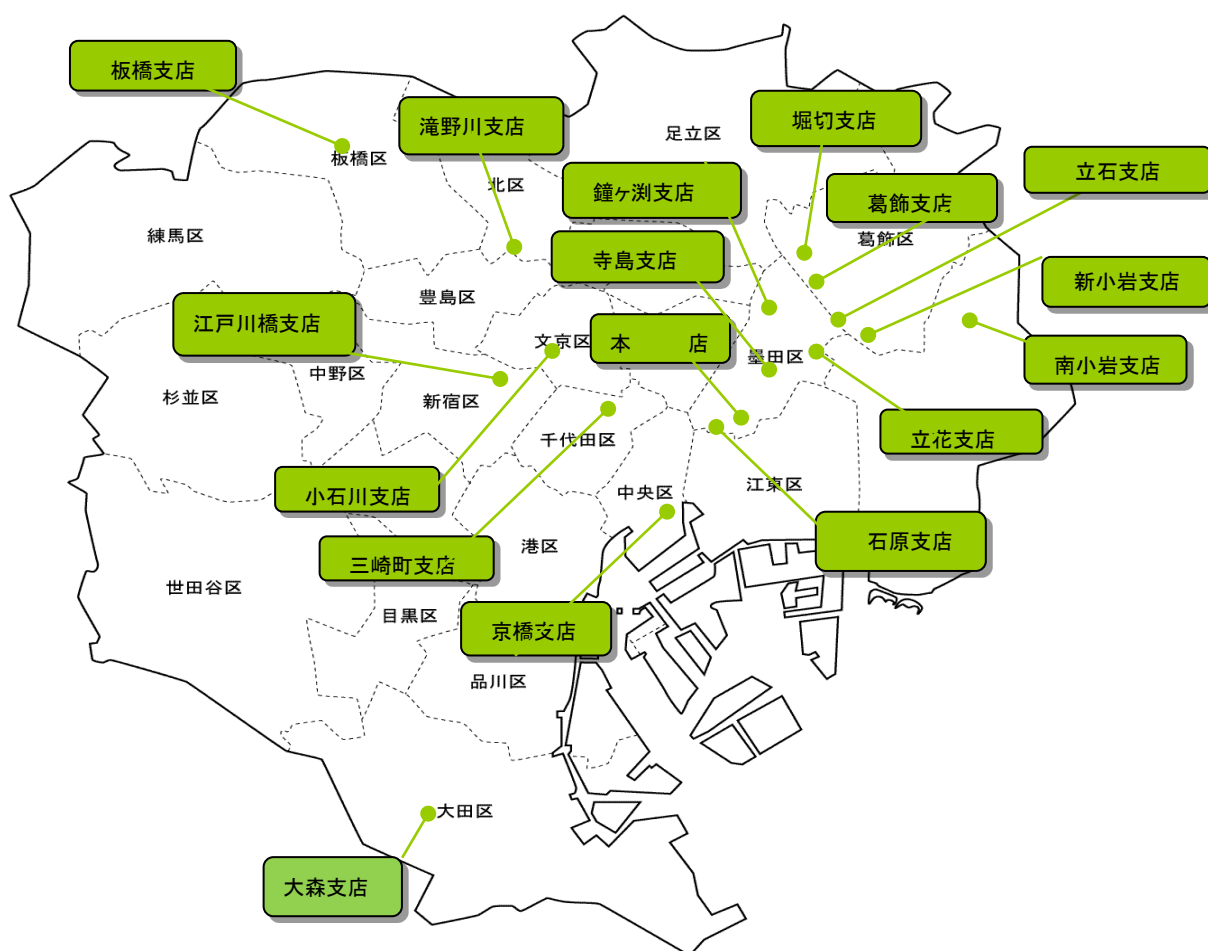 板橋支店
滝野川支店
堀切支店
足立区
板橋区
立石支店
北区
鐘ヶ渕支店
葛飾支店
練馬区
葛飾区
寺島支店
新小岩支店
豊島区
江戸川橋支店
文京区
本　　店
墨田区
南小岩支店
中野区
杉並区
新宿区
千代田区
立花支店
小石川支店
中央区
江東区
石原支店
港区
三崎町支店
世田谷区
目黒区
京橋支店
品川区
大田区
大森支店